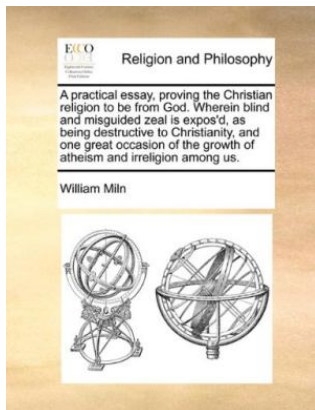 ECCO
Religion and Philosophy
A practical essay, proving the Christian
religion to be from God. Wherein blind
and misguided zeal is expos'd, as
being destructive to Christianity, and
one great occasion of the growth of
atheism and irreligion among us.
William Miln